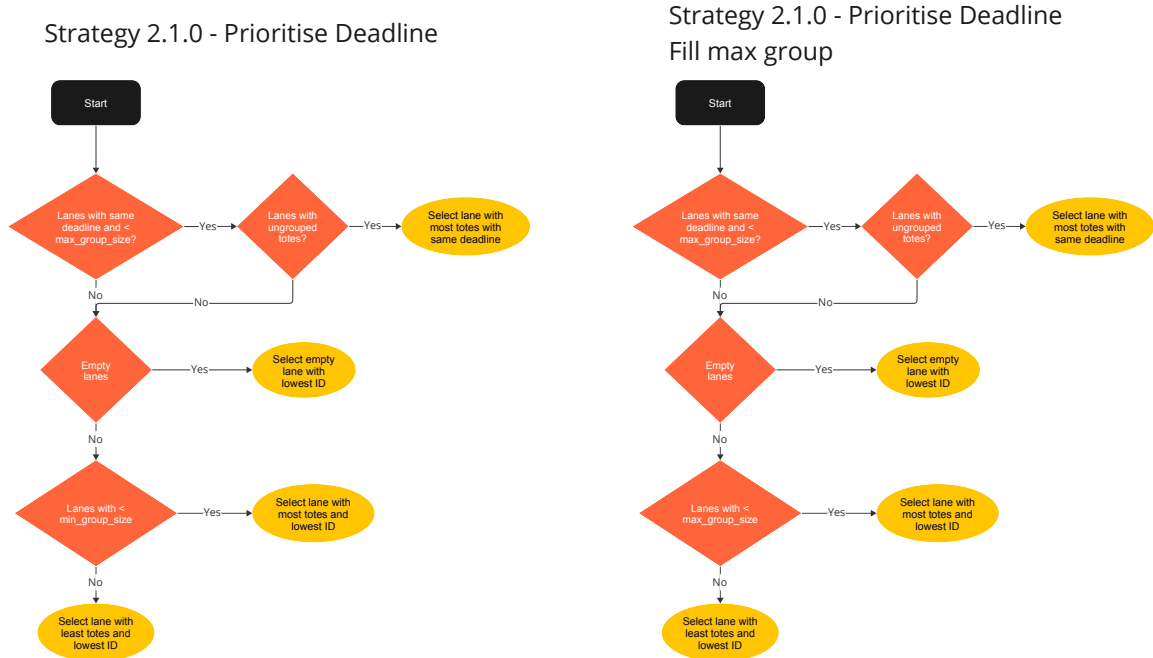 Strategy 2.1.0 - Prioritise Deadline
Start
Lanes with same
deadline and <
max_group_size?
Yes
Lanes with
ungrouped
totes?
Yes
Select lane with
most totes with
same deadline
No
No
Empty
lanes
Yes
Select empty
lane with
lowest ID
No
Lanes with <
min_group_size
Yes
Select lane with
most totes and
lowest ID
No
Select lane with
least totes and
lowest ID
Strategy 2.1.0 - Prioritise Deadline
Fill max group
Start
Lanes with same
deadline and <
max_group_size?
Yes
Lanes with
ungrouped
totes?
Yes
Select lane with
most totes with
same deadline
No
No
Empty
lanes
Yes
Select empty
lane with
lowest ID
No
Lanes with <
max_group_size
Yes
Select lane with
most totes and
lowest ID
No
Select lane with
least totes and
lowest ID